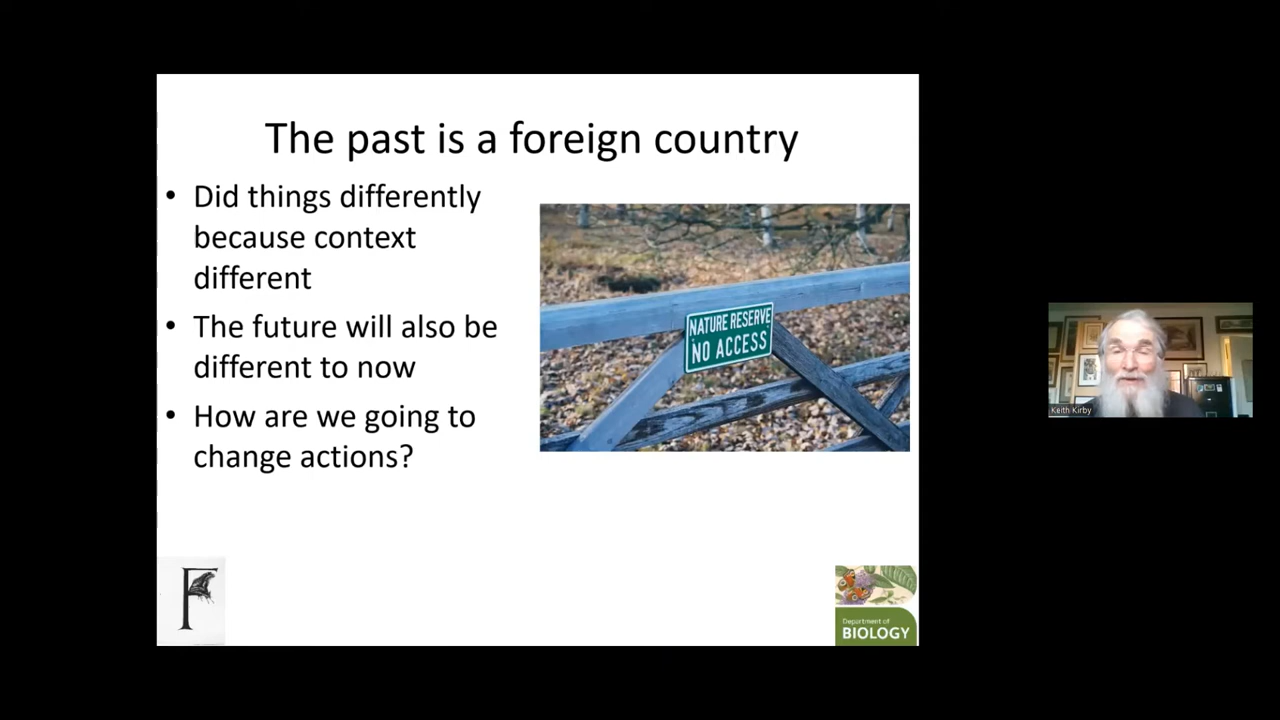 The past is a foreign country
• Did things differently
because context
different
• The future will also be
different to now
• How are we going to
change actions?
NATURE RESERVE
NO ACCESS
F
Department of
BIOLOGY
Keith Kirby